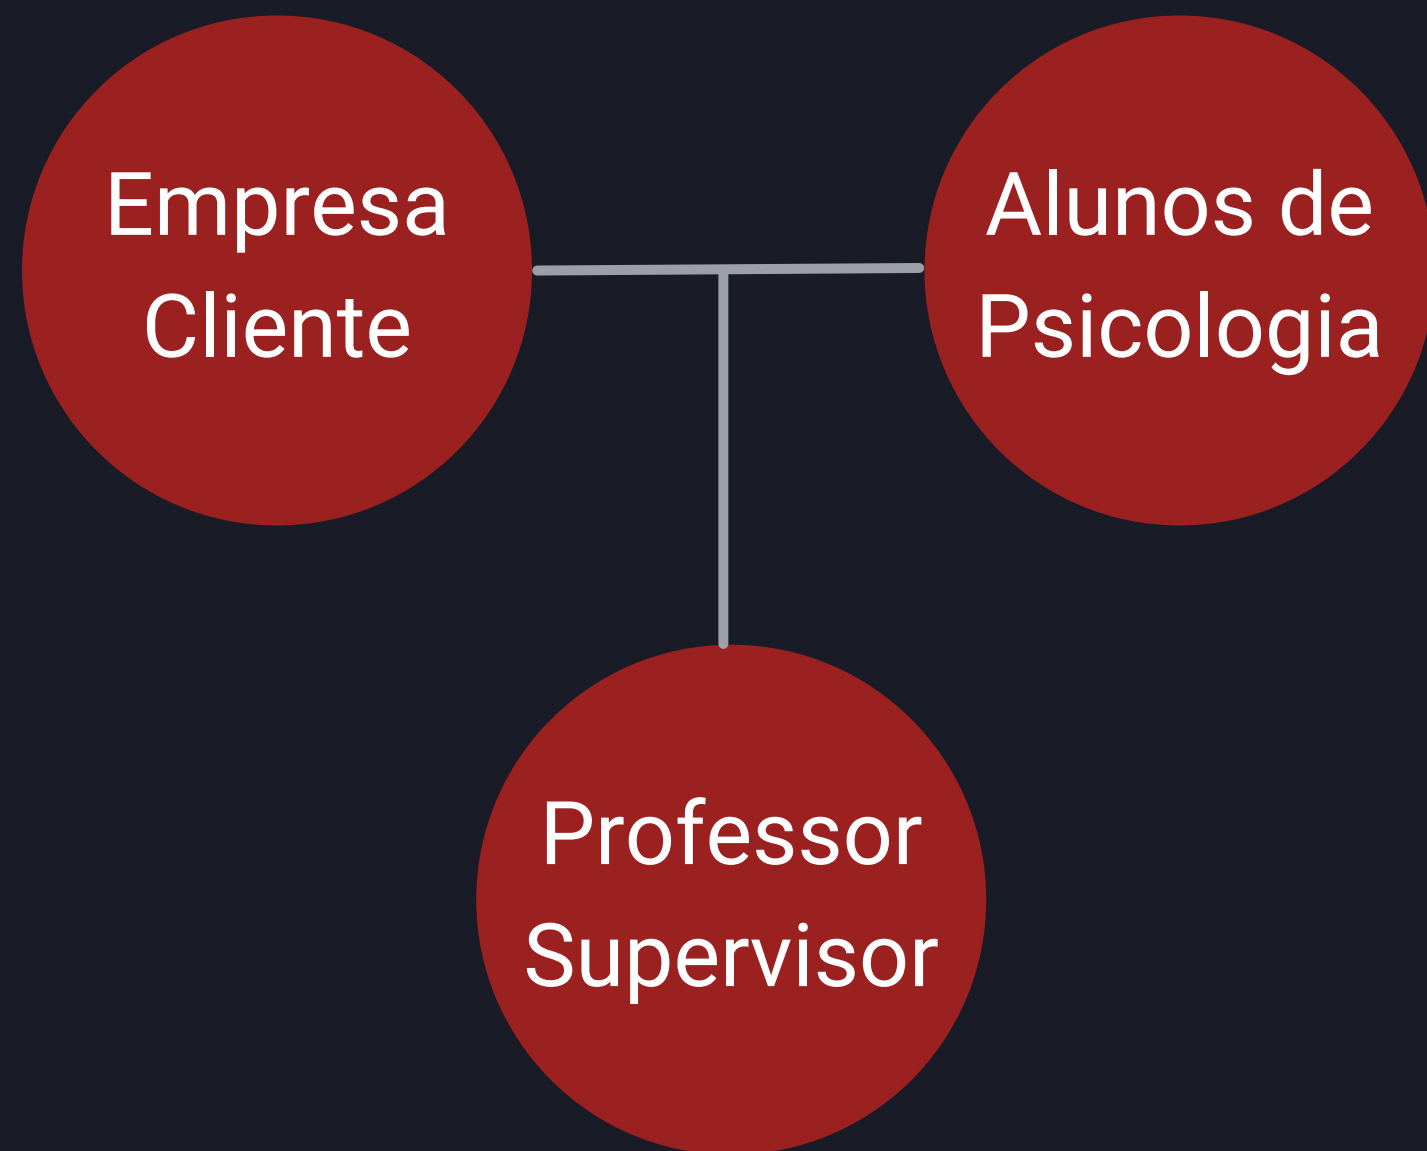 Empresa
Cliente
Alunos de
Psicologia
Professor
Supervisor